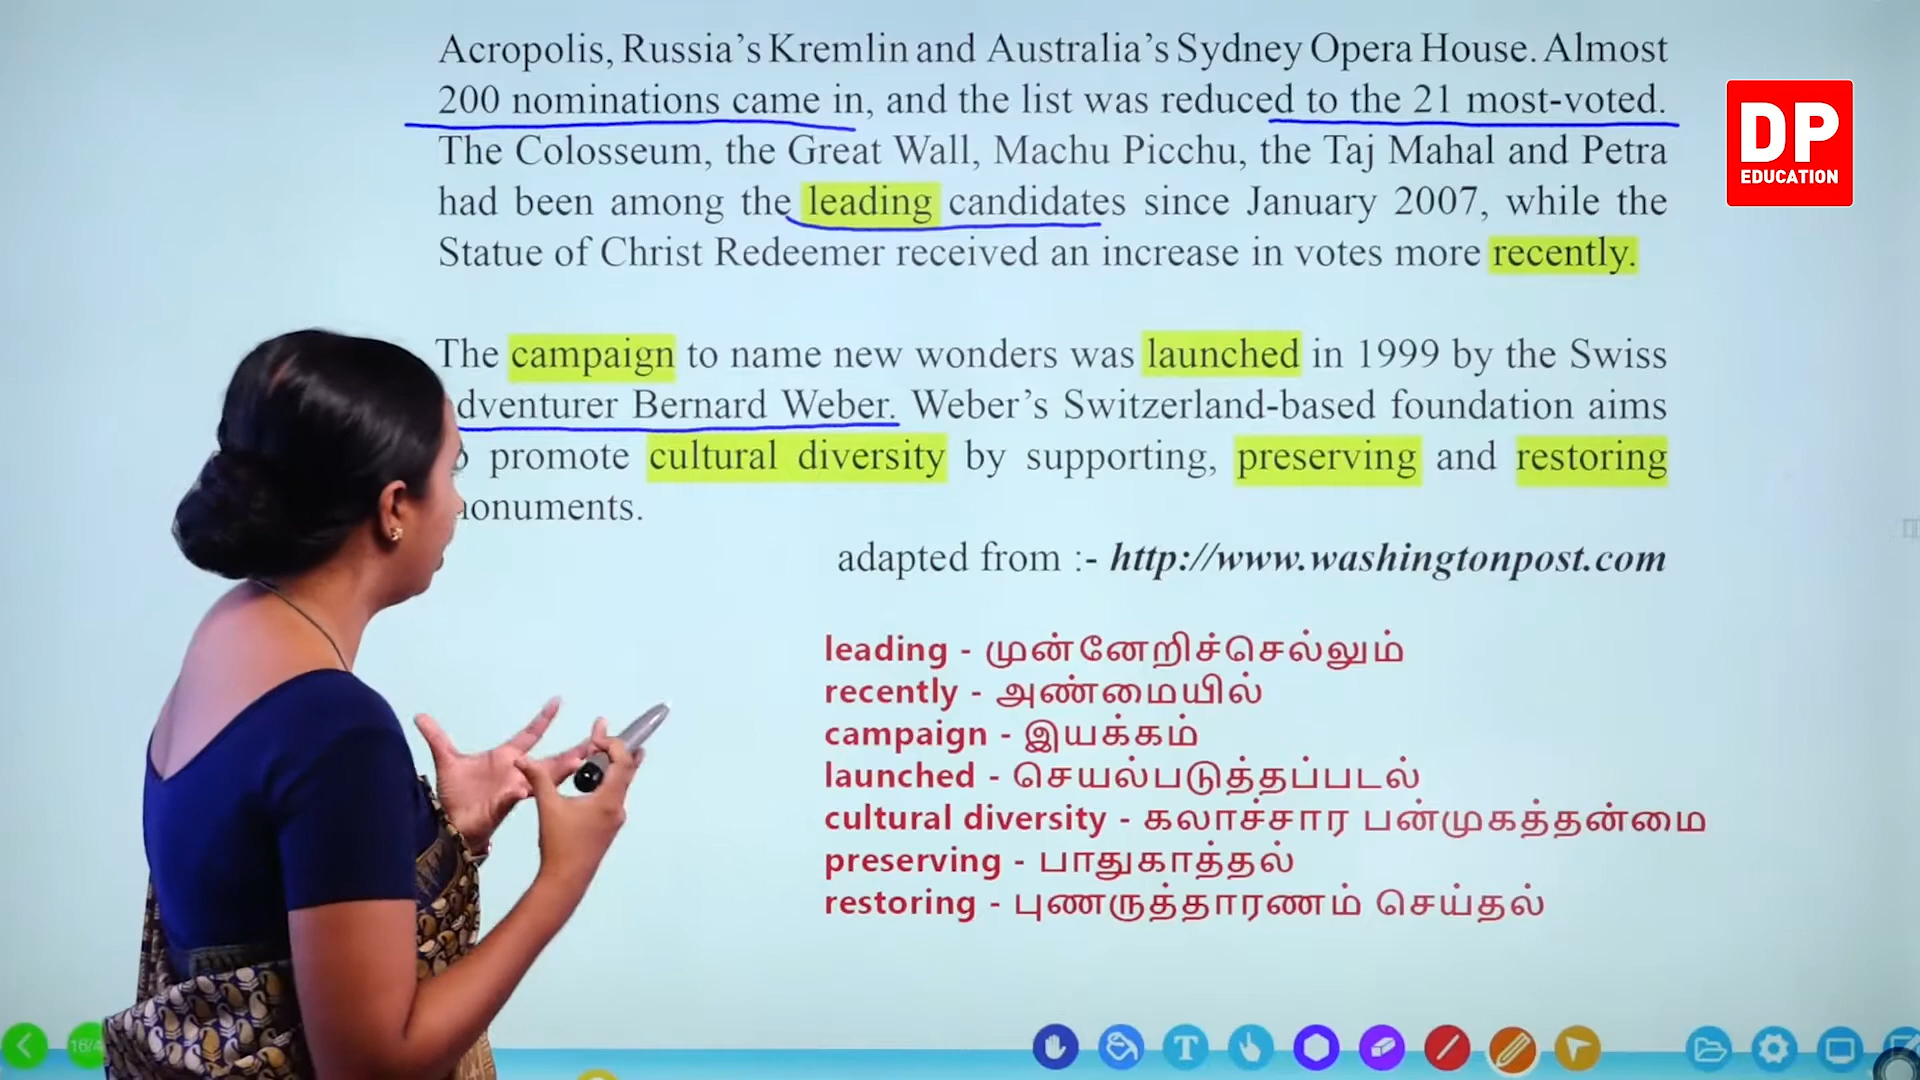 Acropolis, Russia’s Kremlin and Australia’s Sydney Opera House. Almost
200 nominations came in, and the list was reduced to the 21 most-voted.
The Colosseum, the Great Wall, Machu Picchu, the Taj Mahal and Petra
had been among the leading candidates since January 2007, while the
Statue of Christ Redeemer received an increase in votes more recently.
The campaign to name new wonders was launched in 1999 by the Swiss
dventurer Bernard Weber. Weber’s Switzerland-based foundation aims
promote cultural diversity by supporting, preserving and restoring
onuments.
adapted from :- http://www.washingtonpost.com
leading - முன்னேறிச்செல்லும்
recently - அண்மையில்
campaign - இயக்கம்
launched - செயல்படுத்தப்படல்
cultural diversity - கலாச்சார பன்முகத்தன்மை
preserving - பாதுகாத்தல்
restoring - புணருத்தாரணம் செய்தல்
DP
EDUCATION
T